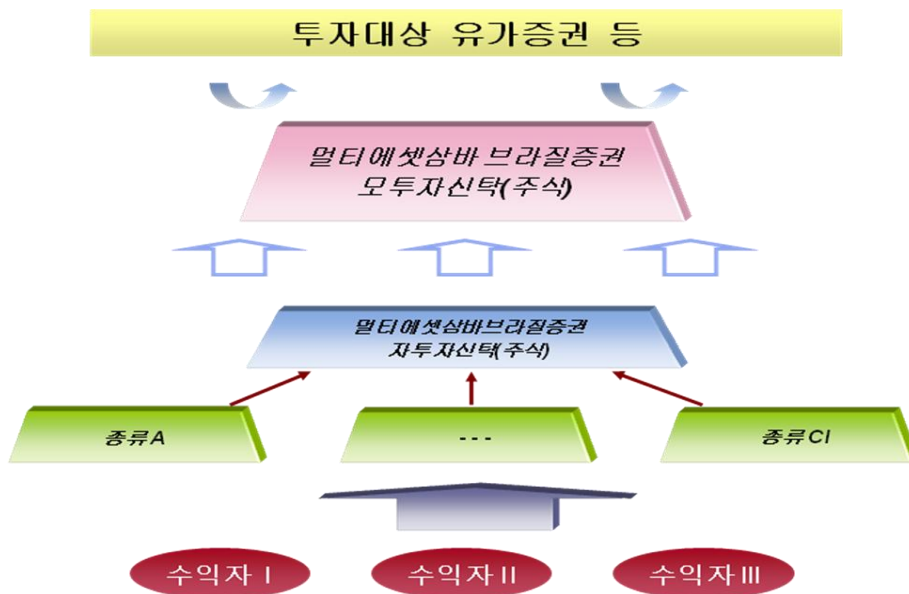 투자대상 유가증권 등
멀티에셋삼바 브라질증권
모투자신탁(주식)
멀티에셋삼바브라질증권
자투자신탁(주식)
종류A
---
종류CI
수익자 I
수익자 II
수익자 III